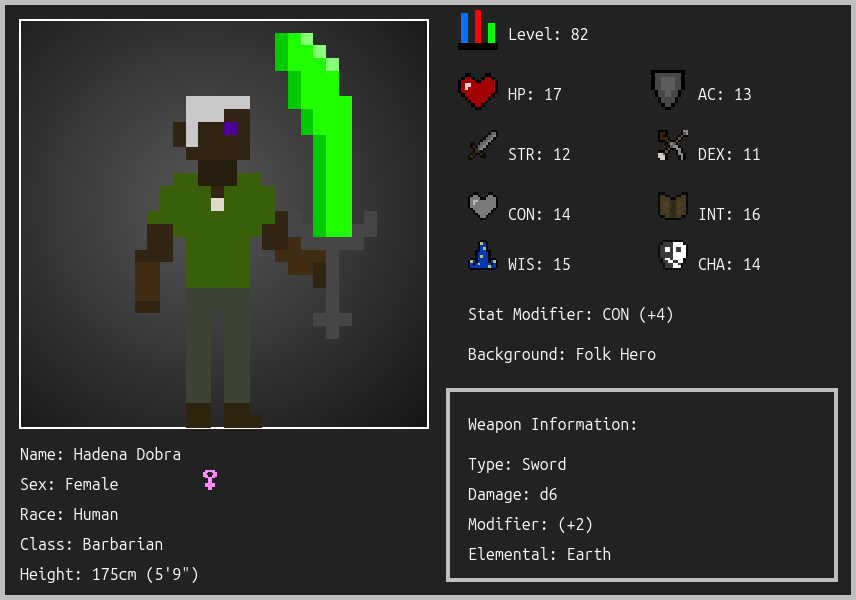 Level: 82
HP: 17
AC: 13
STR: 12
DEX: 11
CON: 14
INT: 16
WIS: 15
CHA: 14
Stat Modifier: CON (+4)
Background: Folk Hero
Weapon Information:
Type: Sword
Damage: d6
Modifier: (+2)
Elemental: Earth
Name: Hadena Dobra
Sex: Female
Race: Human
Class: Barbarian
Height: 175cm (5'9")